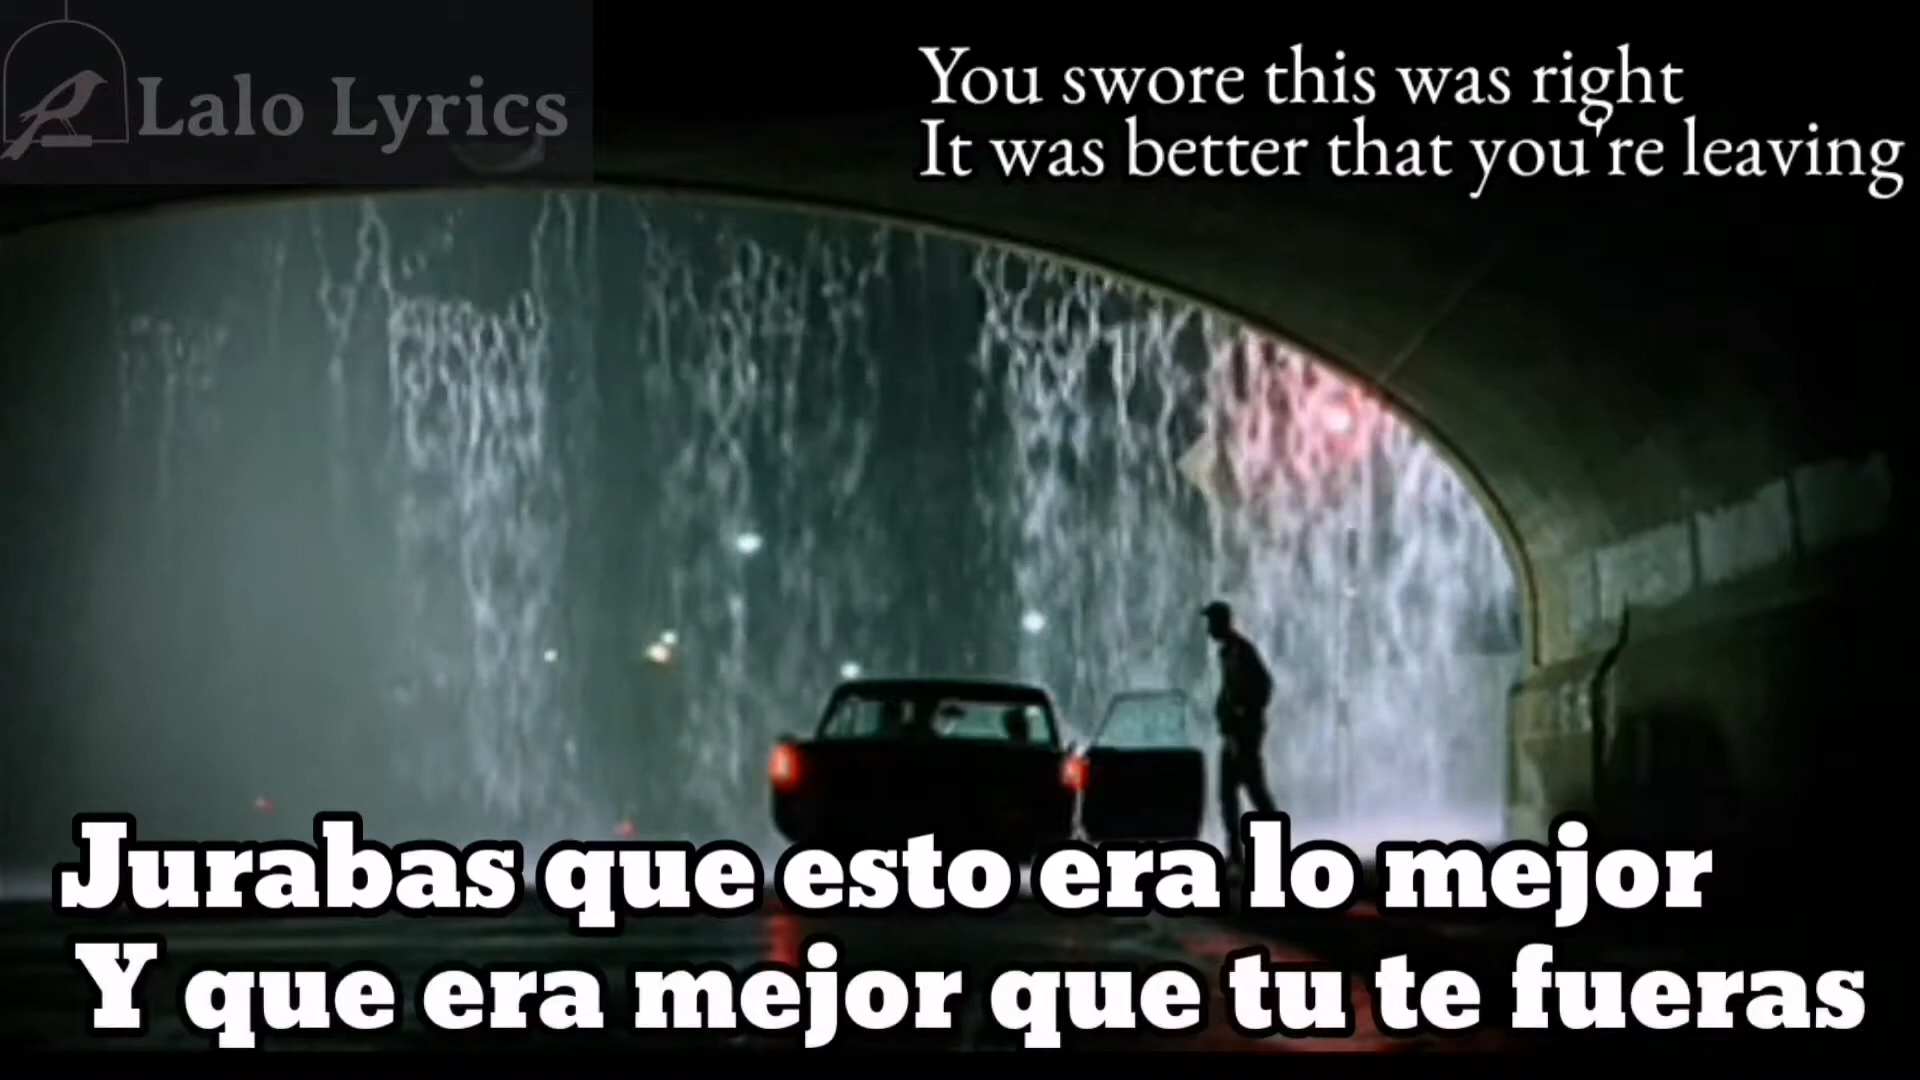 Lalo Lyrics
You swore this was right
It was better that you're leaving
Jurabas que esto era lo mejor
Y que era mejor que tu te fueras